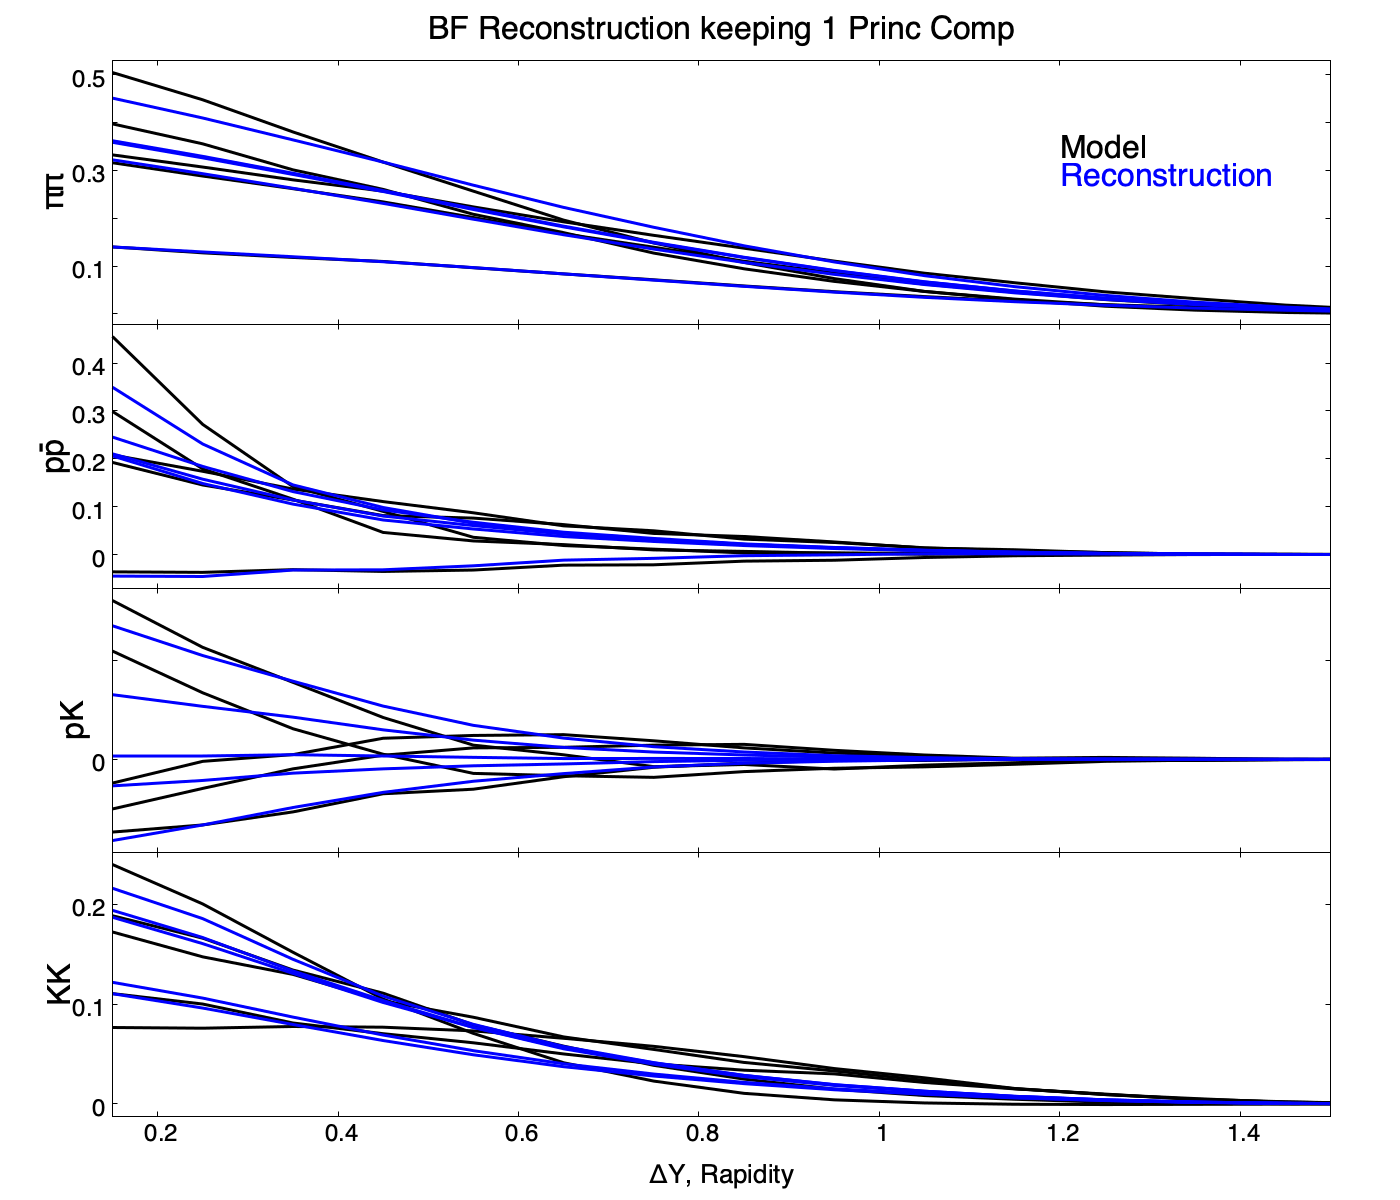 BF Reconstruction keeping 1 Princ Comp
0.5
Model
0.3
Reconstruction
ππ
0.1
0.4
0.3
pp̄
0.2
0.1
0
pK
0
0.2
KK
0.1
0
0.2 0.4 0.6 0.8 1 1.2 1.4
ΔY, Rapidity